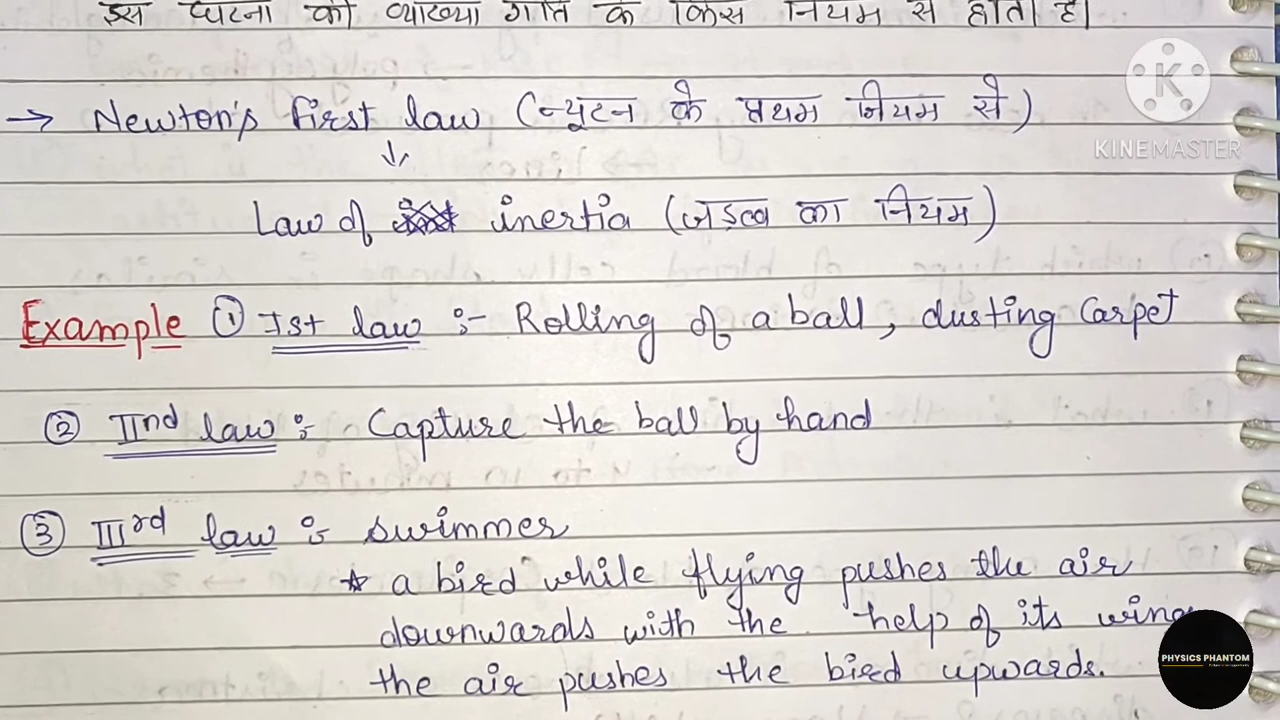 इस घटना की व्याख्या गति के किस नियम से होती है।
→ Newton's first law (न्यूटन के प्रथम नियम से)
Law of inertia (जड़त्व का नियम)
Example ① Ist law :- Rolling of a ball, dusting Carpet
② IInd law : Capture the ball by hand
③ IIIrd law : swimmer
* a bird while flying pushes the air
downwards with the help of its wing
the air pushes the bird upwards.
KINEMASTER
PHYSICS PHANTOM